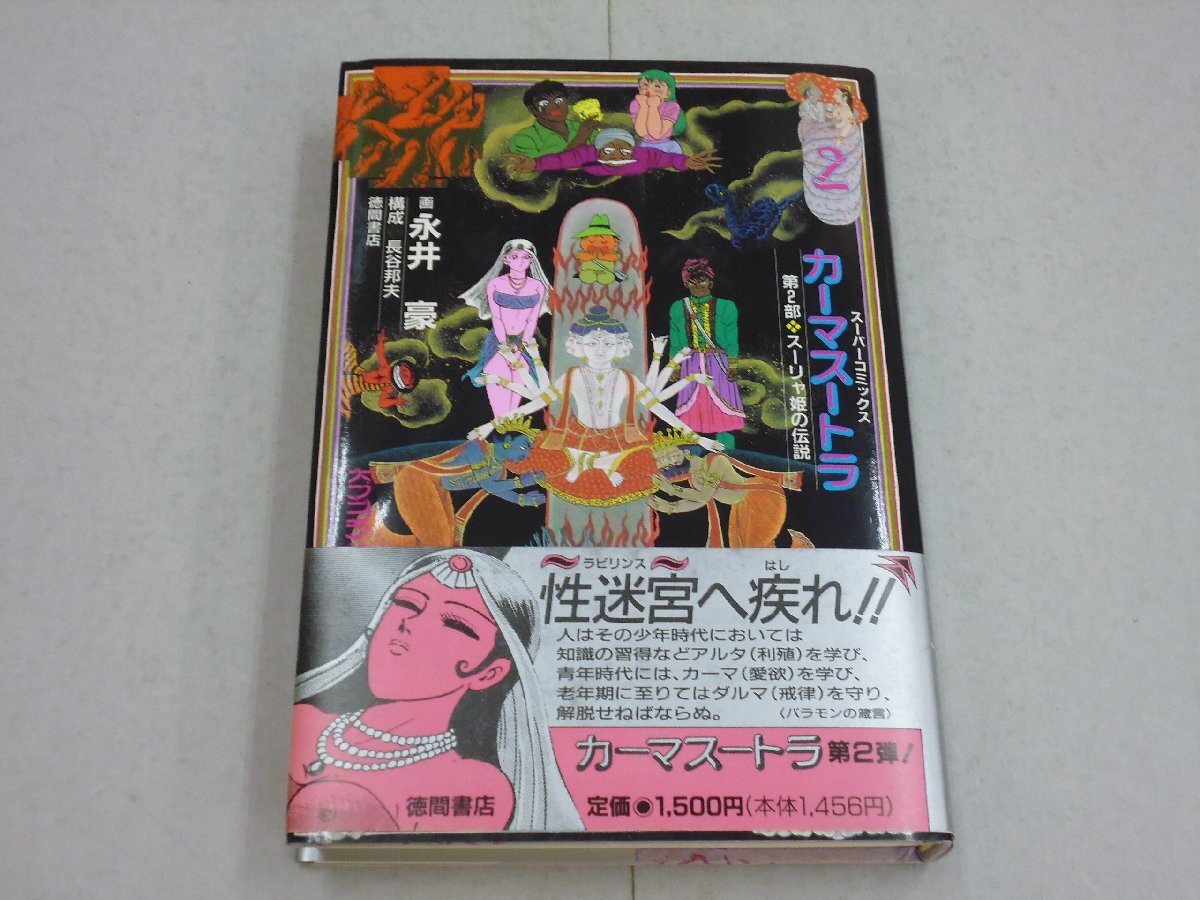 2
スーパーコミックス
カーマスートラ
第2部❖スーリヤ姫の伝説
画 永井 豪
構成 長谷邦夫
徳間書店
ラビリンス はし
性迷宮へ疾れ!!
人はその少年時代においては
知識の習得などアルタ(利殖)を学び、
青年時代には、カーマ(愛欲)を学び、
老年期に至りてはダルマ(戒律)を守り、
解脱せねばならぬ。 〈バラモンの箴言〉
カーマスートラ 第2弾!
徳間書店 定価●1,500円(本体1,456円)